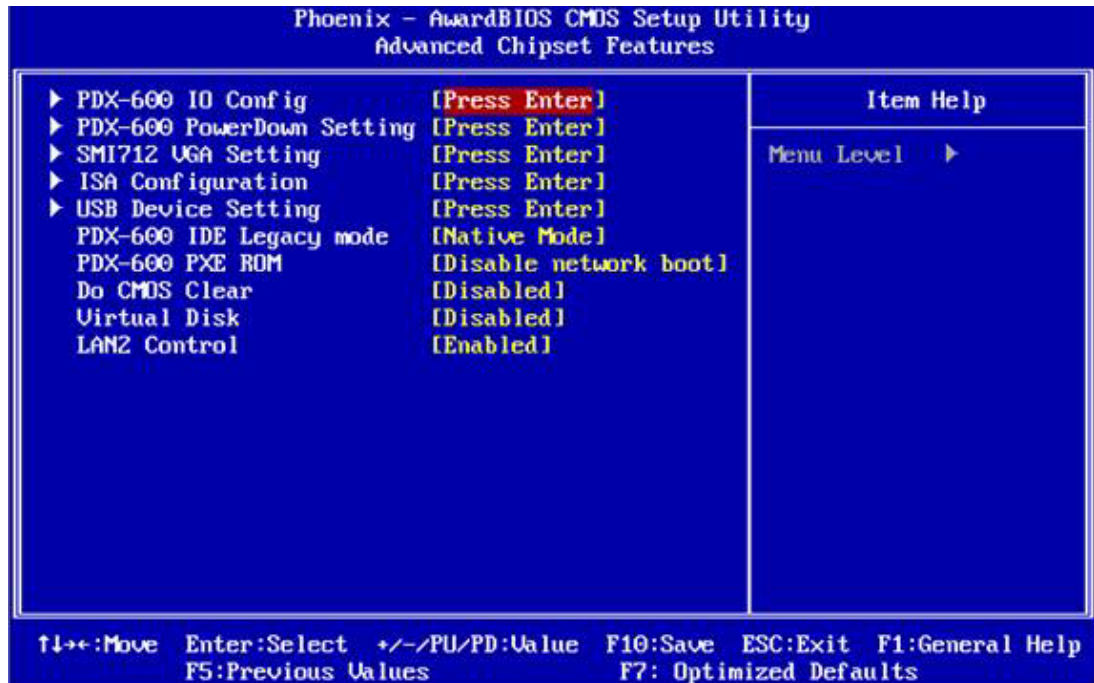 Phoenix - AwardBIOS CMOS Setup Utility
Advanced Chipset Features
▶ PDX-600 IO Config [Press Enter]
▶ PDX-600 PowerDown Setting [Press Enter]
▶ SMI712 VGA Setting [Press Enter]
▶ ISA Configuration [Press Enter]
▶ USB Device Setting [Press Enter]
PDX-600 IDE Legacy mode [Native Mode]
PDX-600 PXE ROM [Disable network boot]
Do CMOS Clear [Disabled]
Virtual Disk [Disabled]
LAN2 Control [Enabled]
Item Help
Menu Level ▶
↑↓→←:Move Enter:Select +/-/PU/PD:Value F10:Save ESC:Exit F1:General Help
F5:Previous Values F7: Optimized Defaults